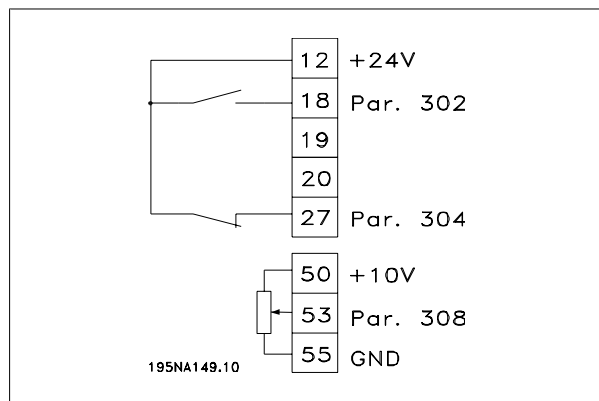 12 +24V
18 Par. 302
19
20
27 Par. 304
50 +10V
53 Par. 308
55 GND
195NA149.10